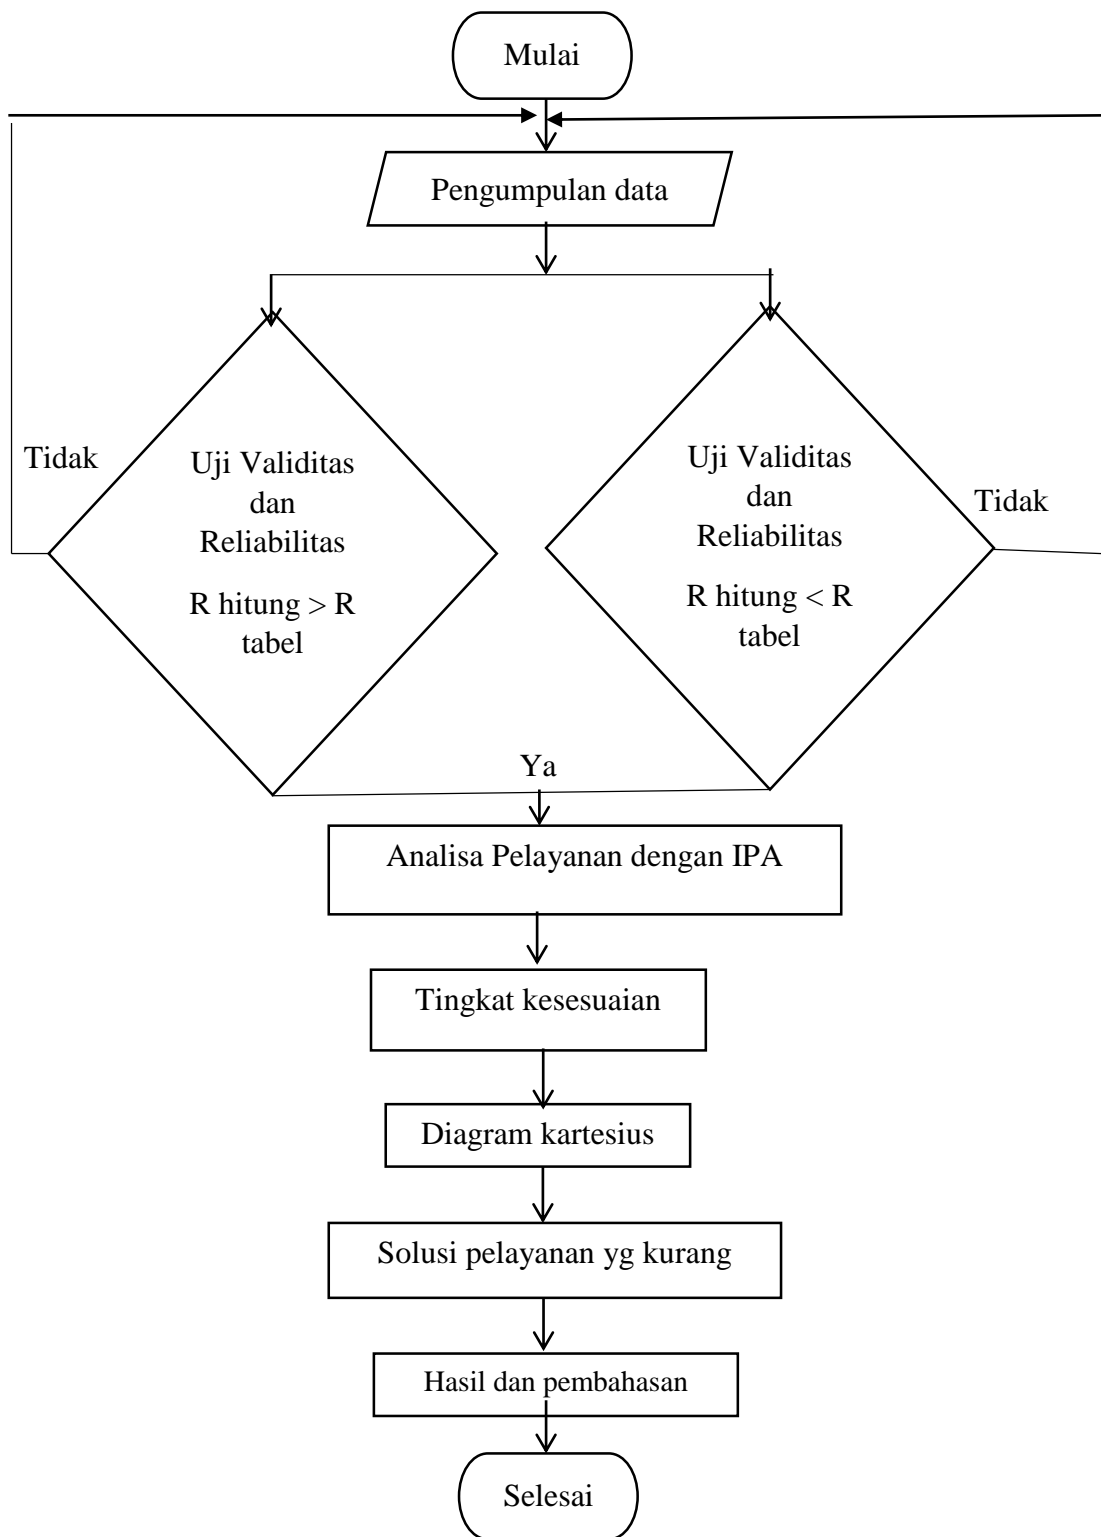 Mulai
Pengumpulan data
Tidak
Uji Validitas
dan
Reliabilitas
R hitung > R
tabel
Uji Validitas
dan
Reliabilitas
R hitung < R
tabel
Tidak
Ya
Analisa Pelayanan dengan IPA
Tingkat kesesuaian
Diagram kartesius
Solusi pelayanan yg kurang
Hasil dan pembahasan
Selesai